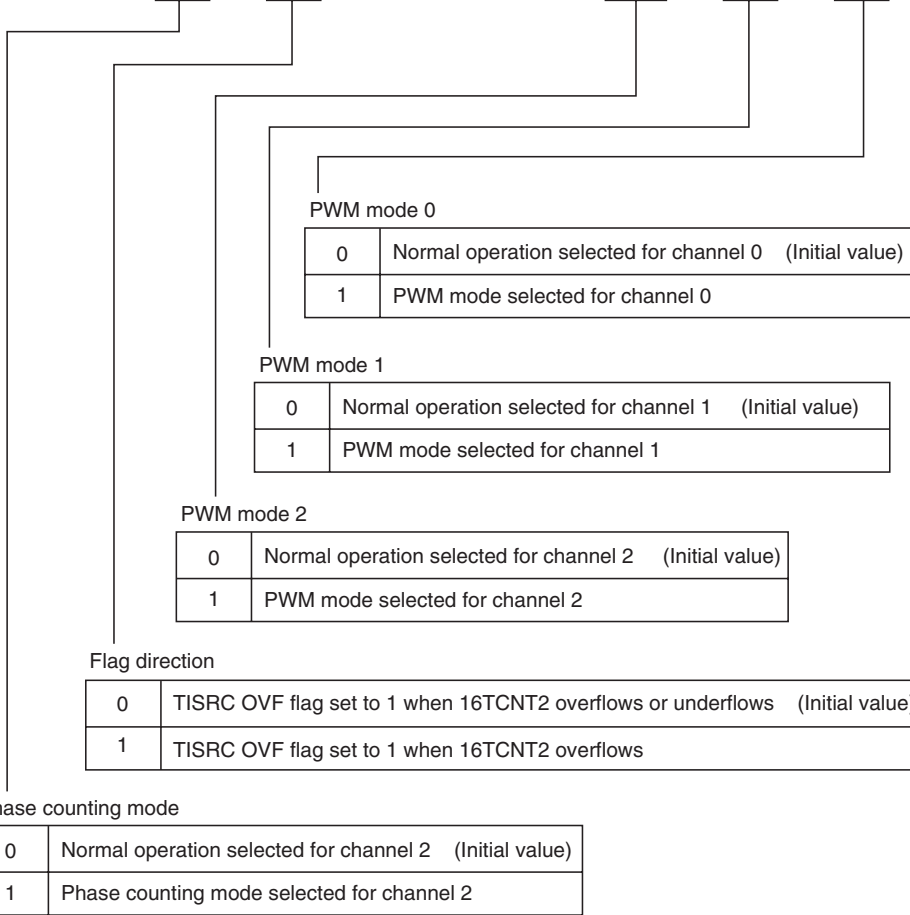 PWM mode 0
0 Normal operation selected for channel 0 (Initial value)
1 PWM mode selected for channel 0
PWM mode 1
0 Normal operation selected for channel 1 (Initial value)
1 PWM mode selected for channel 1
PWM mode 2
0 Normal operation selected for channel 2 (Initial value)
1 PWM mode selected for channel 2
Flag direction
0 TISRC OVF flag set to 1 when 16TCNT2 overflows or underflows (Initial value)
1 TISRC OVF flag set to 1 when 16TCNT2 overflows
hase counting mode
0 Normal operation selected for channel 2 (Initial value)
1 Phase counting mode selected for channel 2